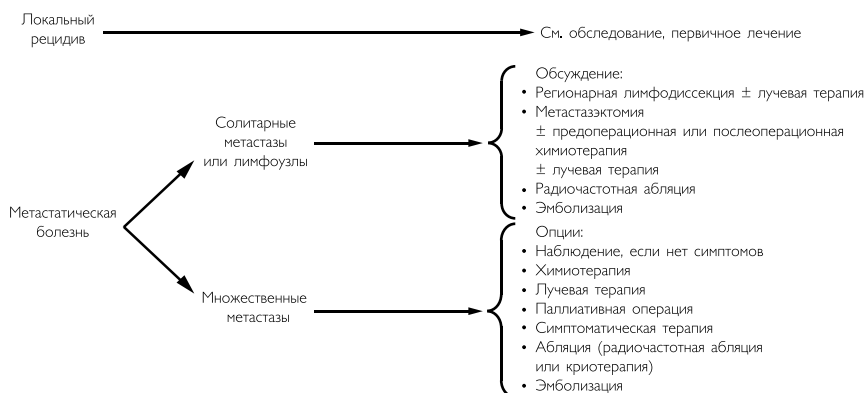 Локальный
рецидив
См. обследование, первичное лечение
Метастатическая
болезнь
Солитарные
метастазы
или лимфоузлы
Обсуждение:
• Регионарная лимфодиссекция ± лучевая терапия
• Метастазэктомия
± предоперационная или послеоперационная
химиотерапия
± лучевая терапия
• Радиочастотная абляция
• Эмболизация
Множественные
метастазы
Опции:
• Наблюдение, если нет симптомов
• Химиотерапия
• Лучевая терапия
• Паллиативная операция
• Симптоматическая терапия
• Абляция (радиочастотная абляция
или криотерапия)
• Эмболизация